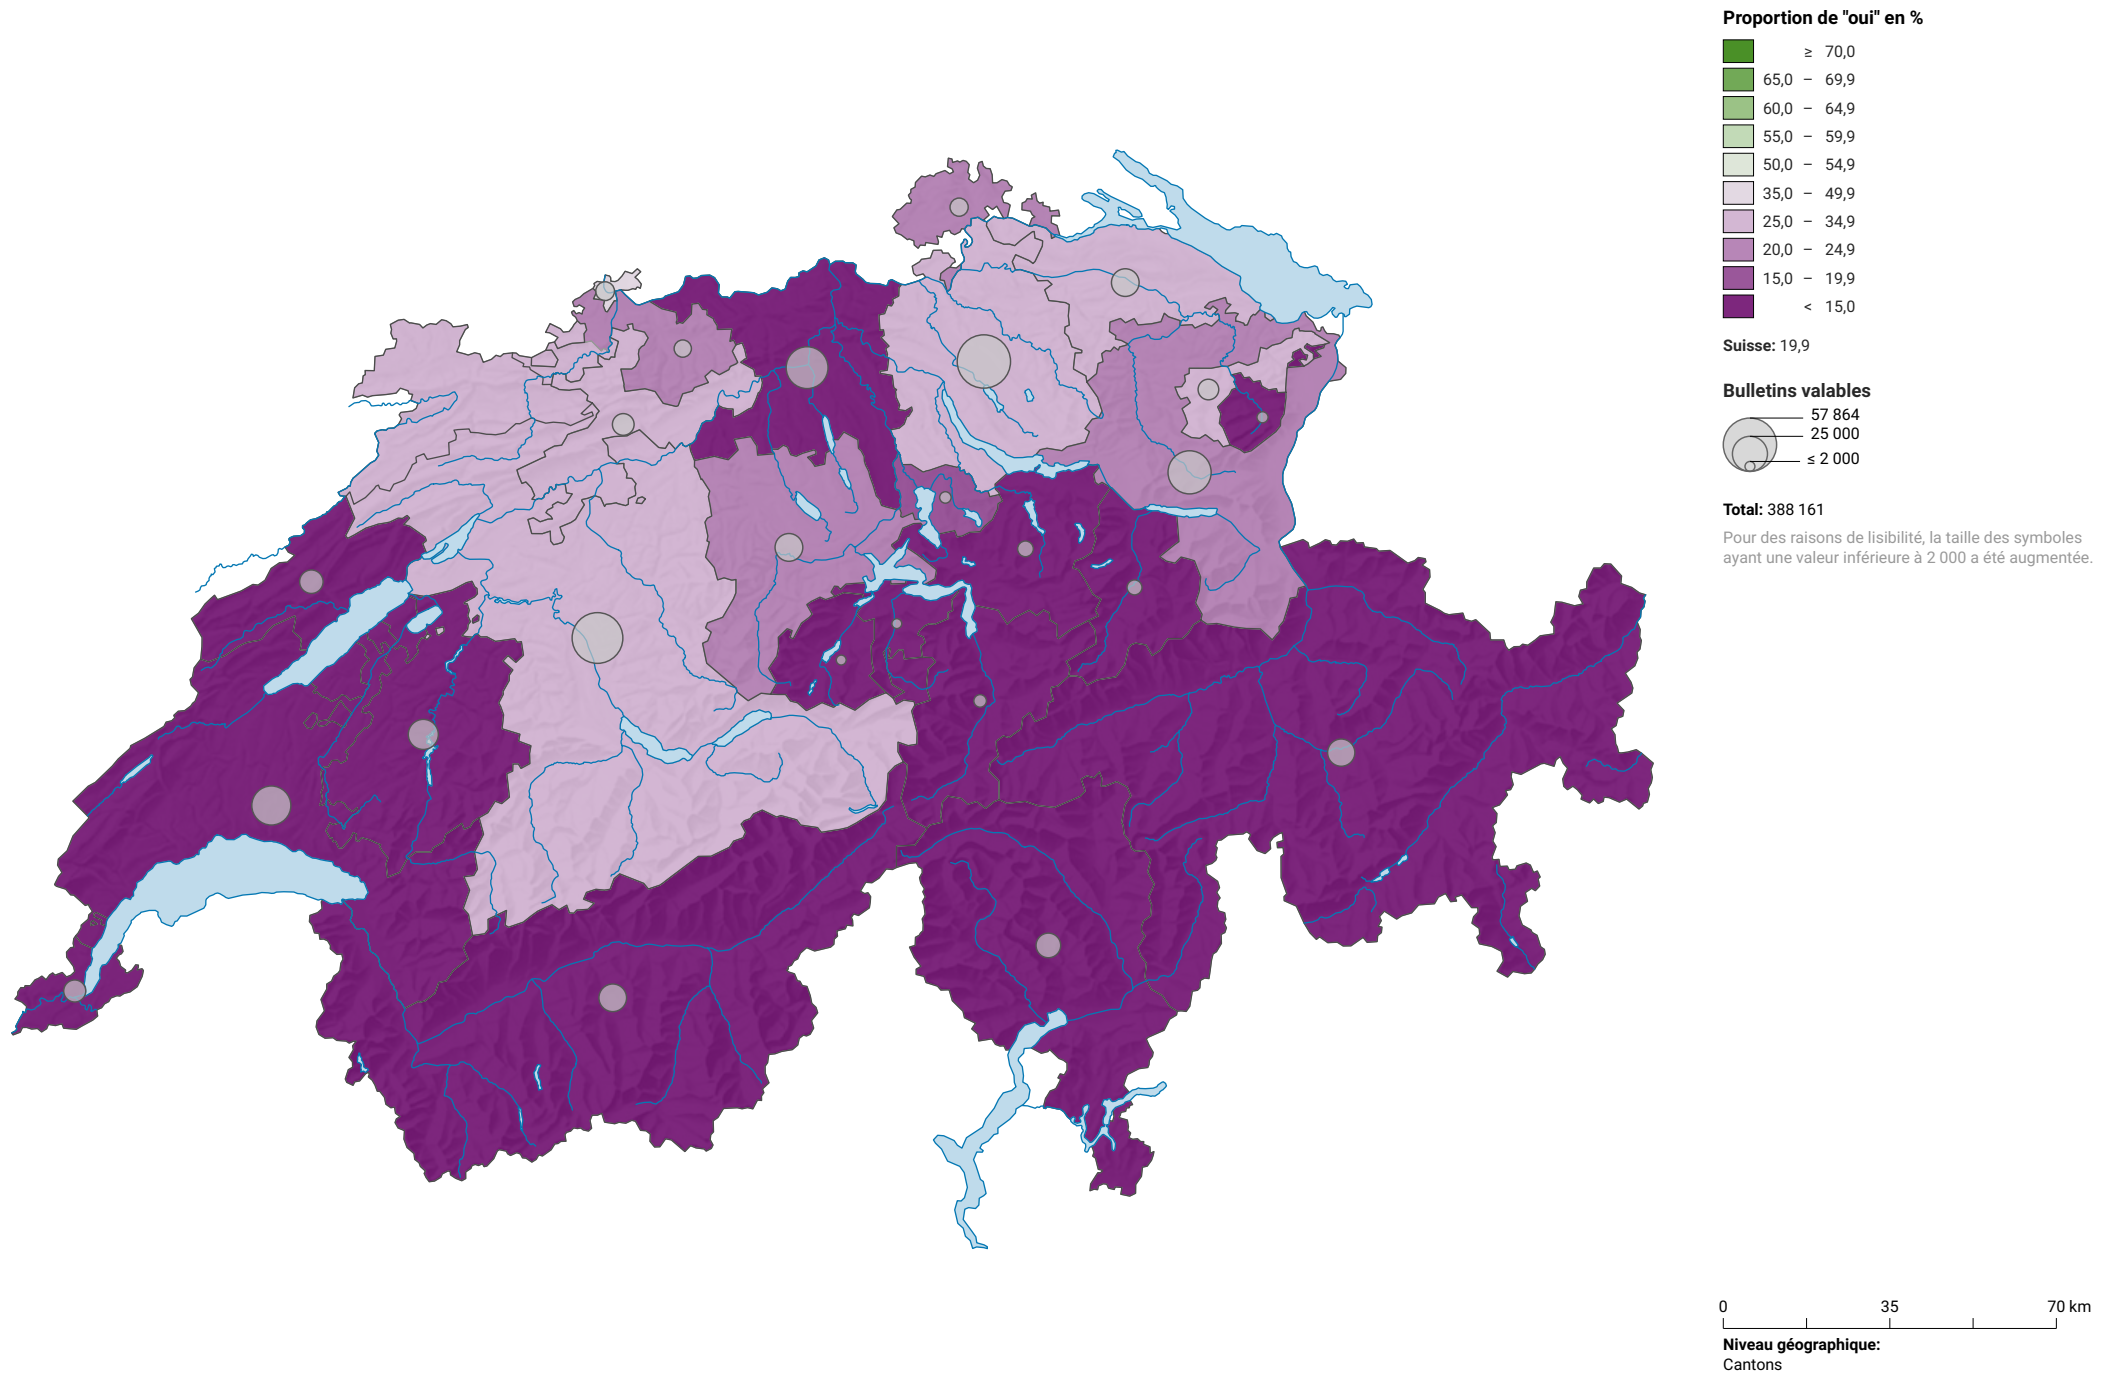 Proportion de "oui" en %
≥ 70,0
65,0 – 69,9
60,0 – 64,9
55,0 – 59,9
50,0 – 54,9
35,0 – 49,9
25,0 – 34,9
20,0 – 24,9
15,0 – 19,9
< 15,0
Suisse: 19,9
Bulletins valables
57 864
25 000
≤ 2 000
Total: 388 161
Pour des raisons de lisibilité, la taille des symboles
ayant une valeur inférieure à 2 000 a été augmentée.
0 35 70 km
Niveau géographique:
Cantons